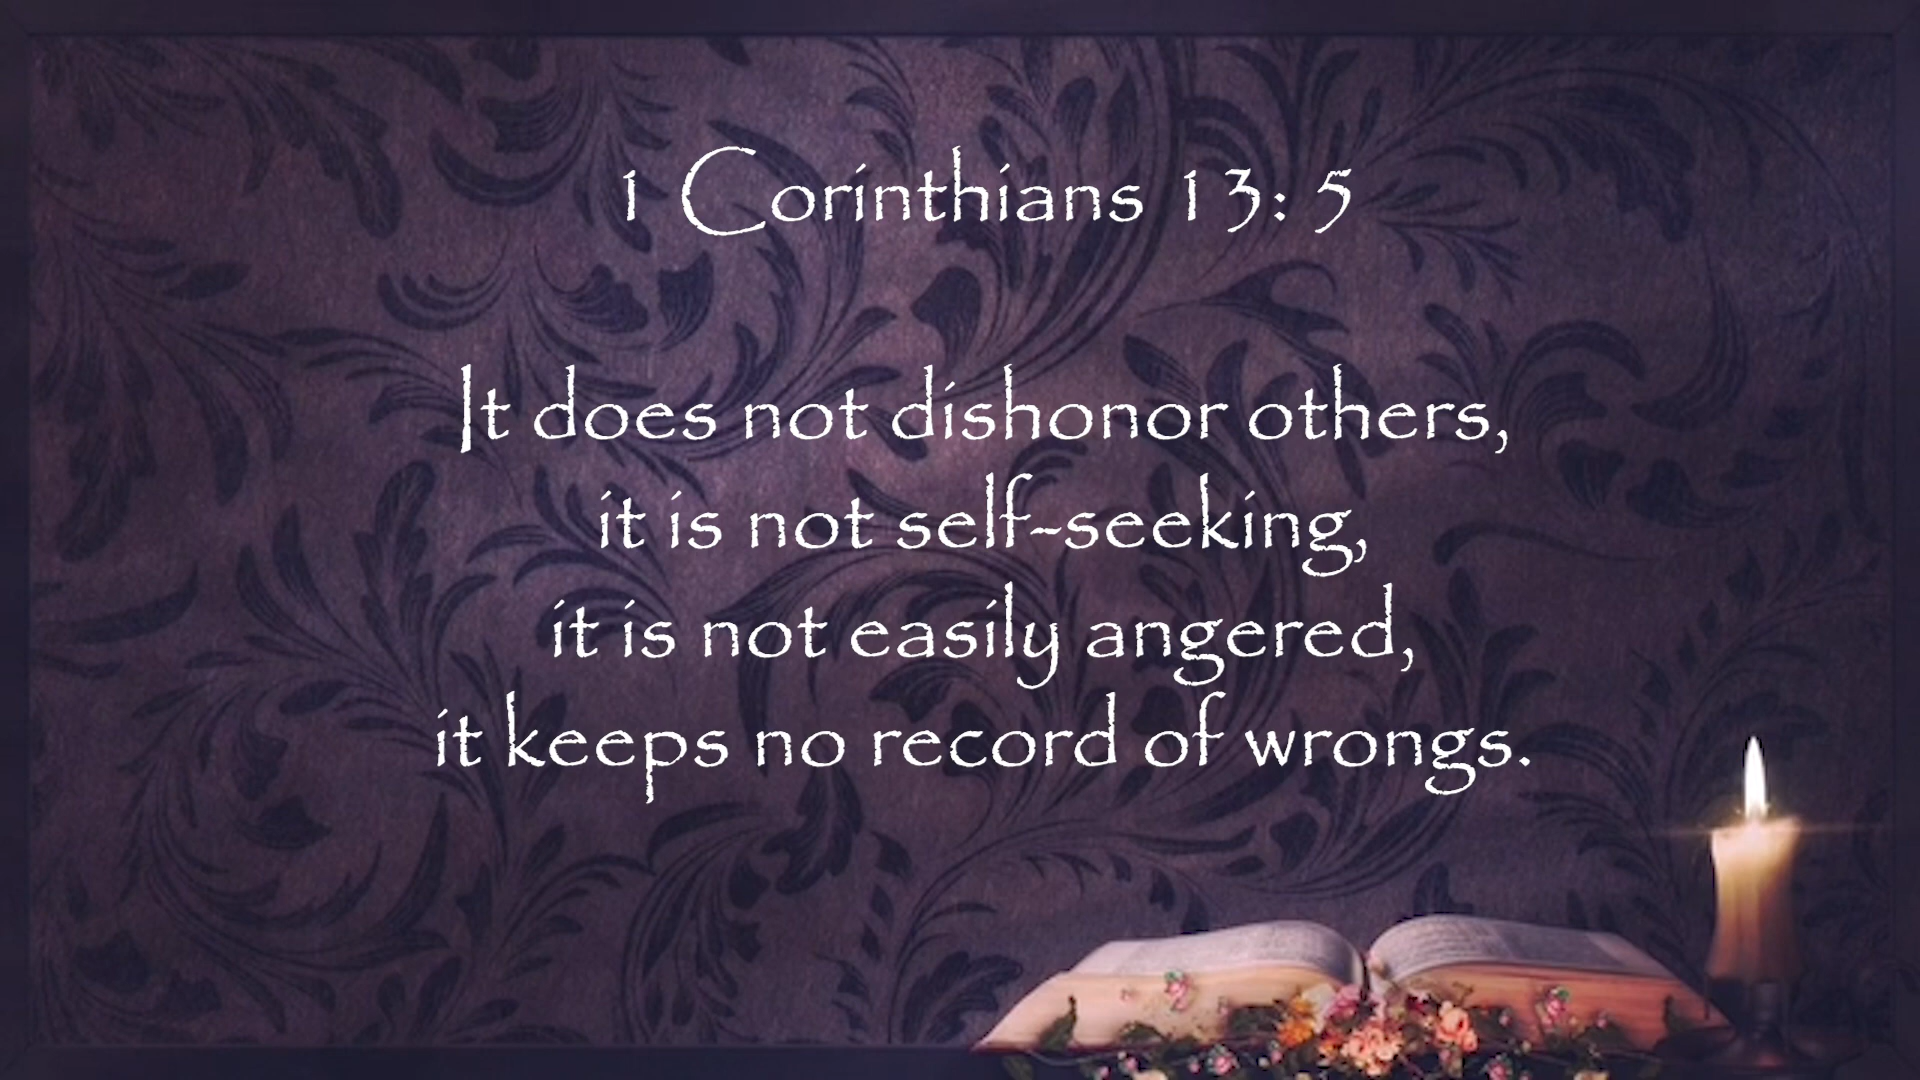 1 Corinthians 13: 5
It does not dishonor others,
it is not self-seeking,
it is not easily angered,
it keeps no record of wrongs.